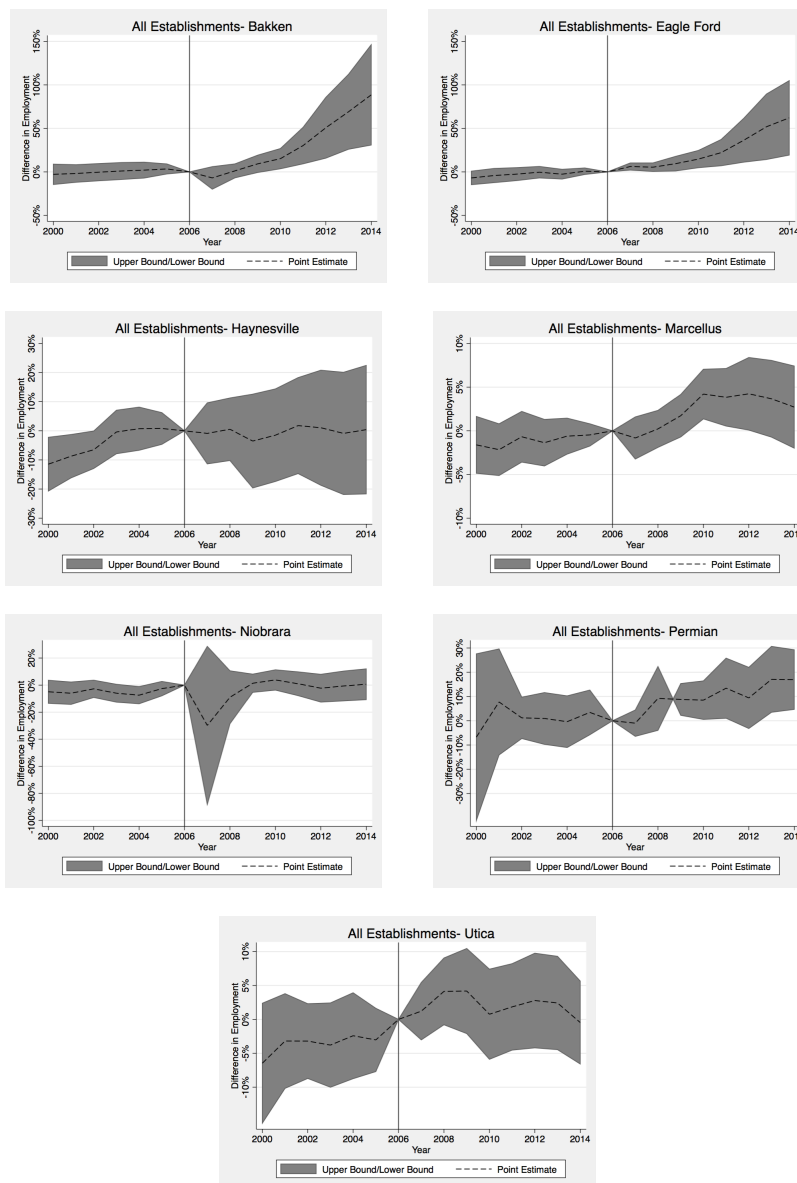 All Establishments- Bakken
Difference in Employment
150%
100%
50%
0%
-50%
2000 2002 2004 2006 2008 2010 2012 2014
Year
Upper Bound/Lower Bound Point Estimate
All Establishments- Eagle Ford
Difference in Employment
150%
100%
50%
0%
-50%
2000 2002 2004 2006 2008 2010 2012 2014
Year
Upper Bound/Lower Bound Point Estimate
All Establishments- Haynesville
Difference in Employment
30%
20%
10%
0%
-10%
-20%
-30%
2000 2002 2004 2006 2008 2010 2012 2014
Year
Upper Bound/Lower Bound Point Estimate
All Establishments- Marcellus
Difference in Employment
10%
5%
0%
-5%
-10%
2000 2002 2004 2006 2008 2010 2012 201
Year
Upper Bound/Lower Bound Point Estimate
All Establishments- Niobrara
Difference in Employment
20%
0%
-20%
-40%
-60%
-80%
-100%
2000 2002 2004 2006 2008 2010 2012 2014
Year
Upper Bound/Lower Bound Point Estimate
All Establishments- Permian
Difference in Employment
30%
20%
10%
0%
-10%
-20%
-30%
2000 2002 2004 2006 2008 2010 2012 201
Year
Upper Bound/Lower Bound Point Estimate
All Establishments- Utica
Difference in Employment
10%
5%
0%
-5%
-10%
2000 2002 2004 2006 2008 2010 2012 2014
Year
Upper Bound/Lower Bound Point Estimate